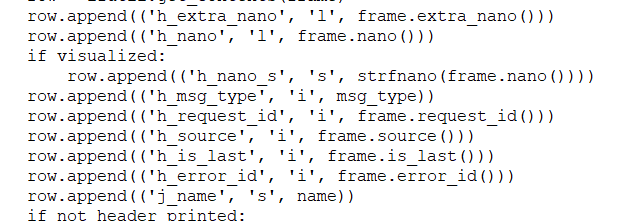 row.append(('h_extra_nano', 'l', frame.extra_nano()))
row.append(('h_nano', 'l', frame.nano()))
if visualized:
    row.append(('h_nano_s', 's', strfnano(frame.nano())))
row.append(('h_msg_type', 'i', msg_type))
row.append(('h_request_id', 'i', frame.request_id()))
row.append(('h_source', 'i', frame.source()))
row.append(('h_is_last', 'i', frame.is_last()))
row.append(('h_error_id', 'i', frame.error_id()))
row.append(('j_name', 's', name))
if not header_printed: